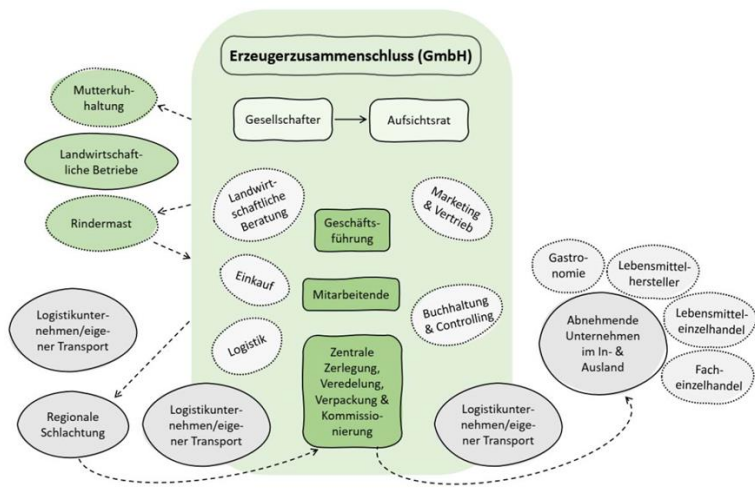 Erzeugerzusammenschluss (GmbH)
Mutterkuh-
haltung
Landwirtschaft-
liche Betriebe
Rindermast
Gesellschafter
Aufsichtsrat
Landwirt-
schaftliche
Beratung
Marketing
& Vertrieb
Geschäfts-
führung
Einkauf
Mitarbeitende
Buchhaltung
& Controlling
Logistik
Zentrale
Zerlegung,
Veredelung,
Verpackung &
Kommissio-
nierung
Logistikunter-
nehmen/eige-
ner Transport
Regionale
Schlachtung
Logistikunter-
nehmen/eige-
ner Transport
Logistikunter-
nehmen/eige-
ner Transport
Gastro-
nomie
Lebensmittel-
hersteller
Abnehmende
Unternehmen
im In- &
Ausland
Lebensmittel-
einzelhandel
Fach-
einzelhandel